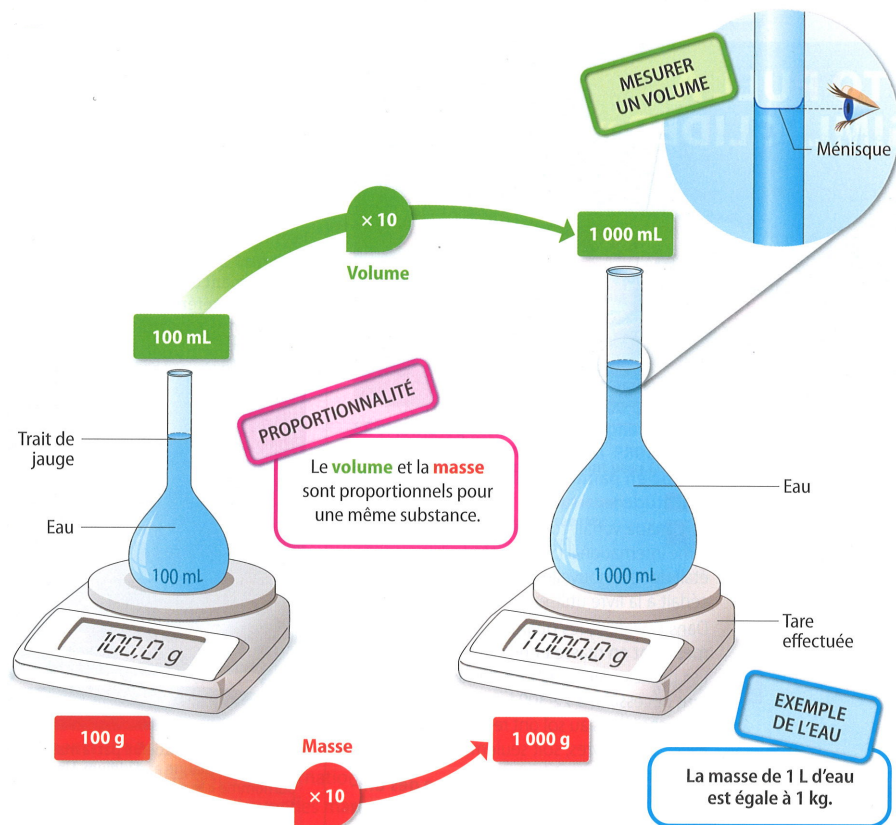 MESURER
UN VOLUME
Ménisque
× 10
Volume
1 000 mL
100 mL
PROPORTIONNALITÉ
Le volume et la masse
sont proportionnels pour
une même substance.
Trait de
jauge
Eau
100 mL
100,0 g
Eau
1 000 mL
1000,0 g
Tare
effectuée
100 g
Masse
× 10
1 000 g
EXEMPLE
DE L'EAU
La masse de 1 L d'eau
est égale à 1 kg.